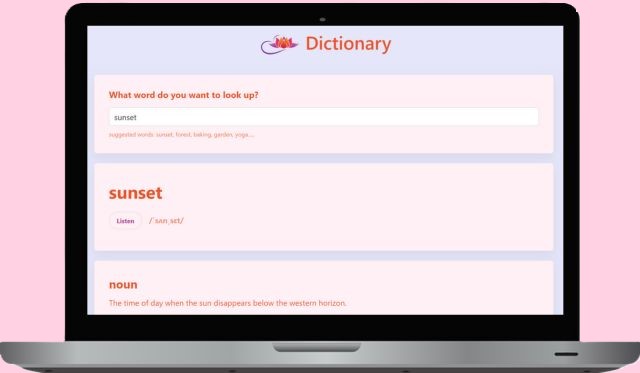 Dictionary
What word do you want to look up?
sunset
suggested words: sunset, forest, baking, garden, yoga...
sunset
Listen /ˈsʌnˌsɛt/
noun
The time of day when the sun disappears below the western horizon.